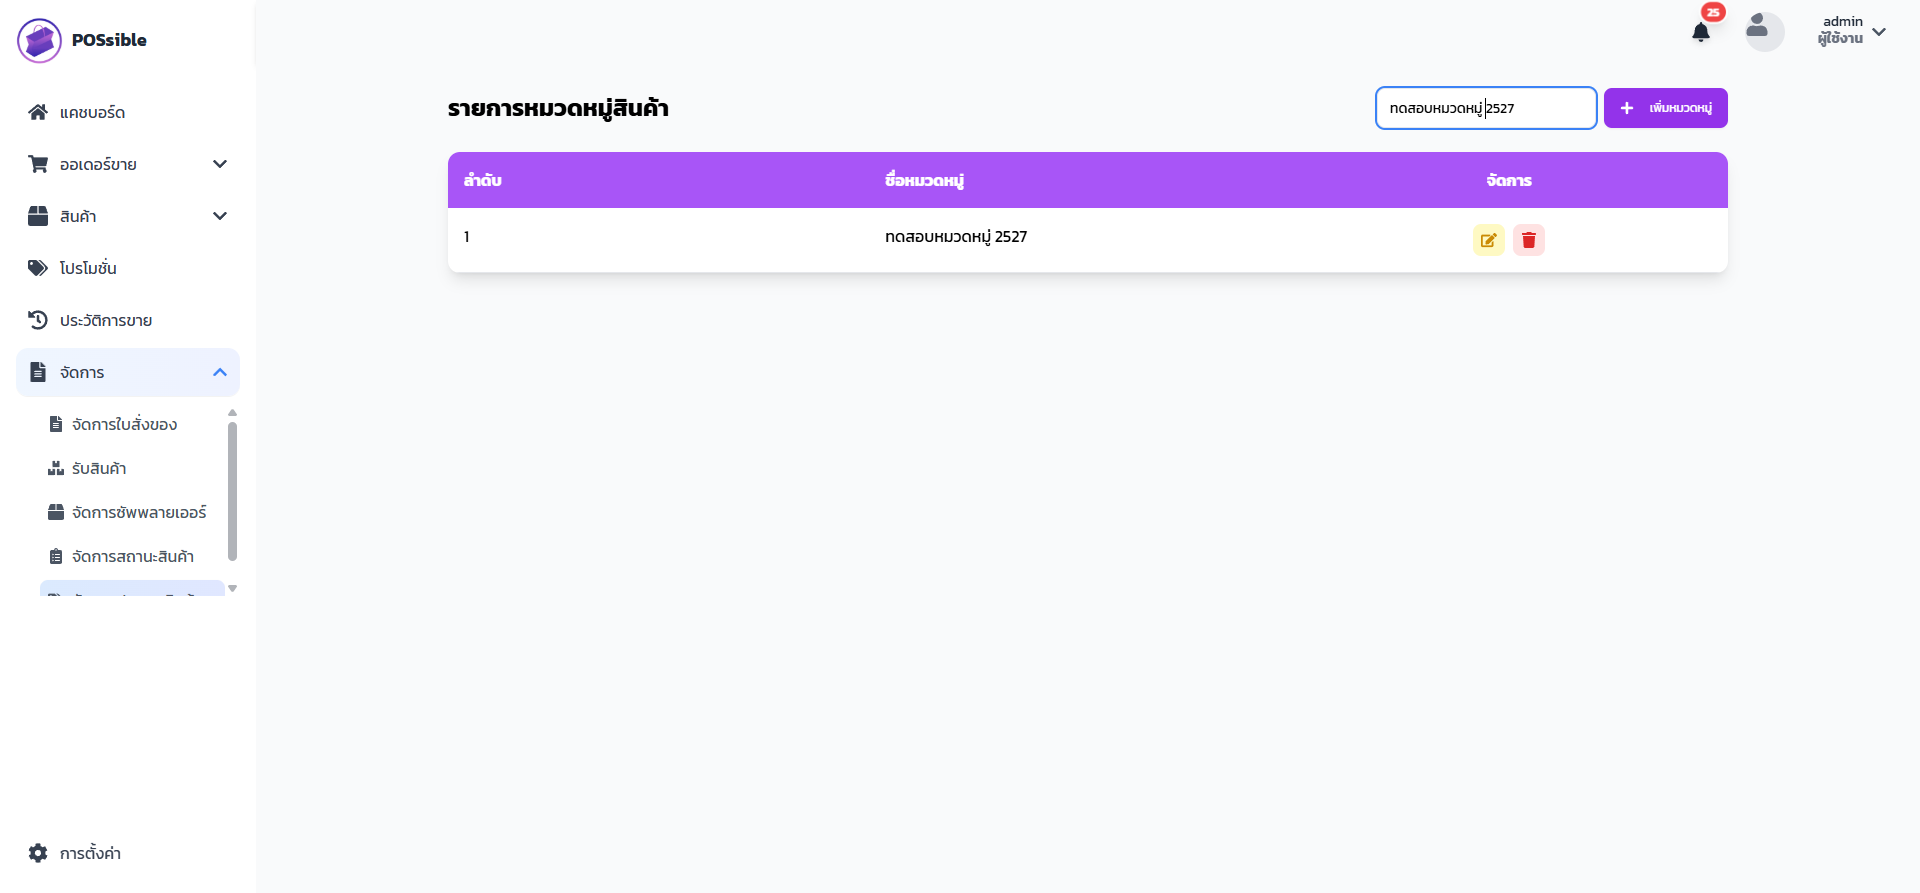 POSsible
25
admin
ผู้ใช้งาน
แดชบอร์ด
ออเดอร์ขาย
สินค้า
โปรโมชั่น
ประวัติการขาย
จัดการ
จัดการใบสั่งของ
รับสินค้า
จัดการซัพพลายเออร์
จัดการสถานะสินค้า
การตั้งค่า
รายการหมวดหมู่สินค้า
ทดสอบหมวดหมู่ 2527
เพิ่มหมวดหมู่
ลำดับ ชื่อหมวดหมู่ จัดการ
1 ทดสอบหมวดหมู่ 2527